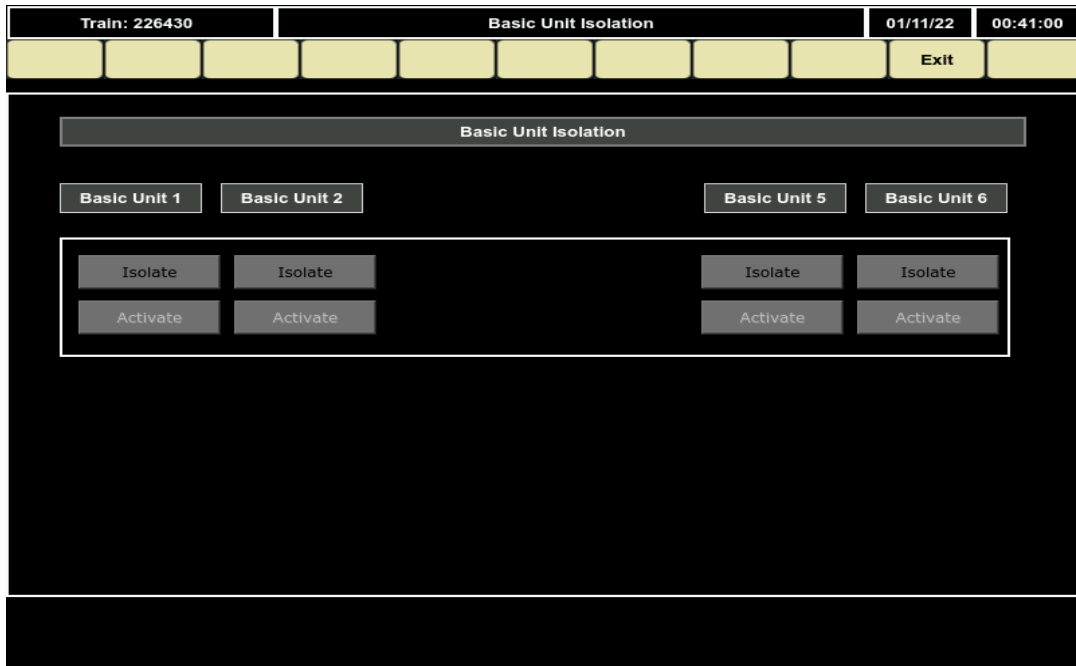 Train: 226430 Basic Unit Isolation 01/11/22 00:41:00
Exit
Basic Unit Isolation
Basic Unit 1 Basic Unit 2 Basic Unit 5 Basic Unit 6
Isolate Isolate Isolate Isolate
Activate Activate Activate Activate